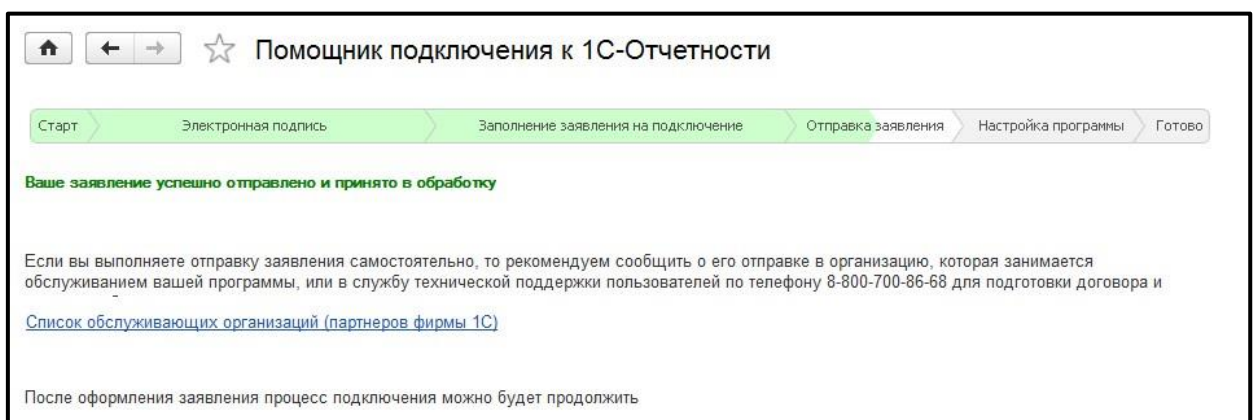 Помощник подключения к 1С-Отчетности
Старт Электронная подпись Заполнение заявления на подключение Отправка заявления Настройка программы Готово
Ваше заявление успешно отправлено и принято в обработку
Если вы выполняете отправку заявления самостоятельно, то рекомендуем сообщить о его отправке в организацию, которая занимается
обслуживанием вашей программы, или в службу технической поддержки пользователей по телефону 8-800-700-86-68 для подготовки договора и
Список обслуживающих организаций (партнеров фирмы 1С)
После оформления заявления процесс подключения можно будет продолжить